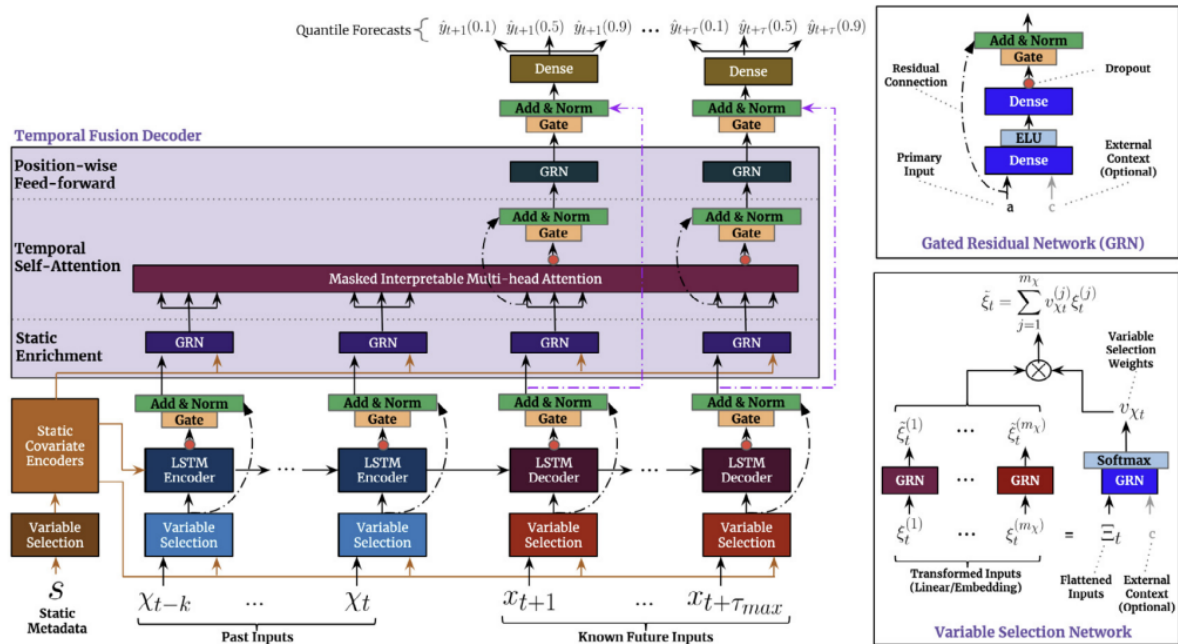 Quantile Forecasts { ŷt+1(0.1) ŷt+1(0.5) ŷt+1(0.9) ... ŷt+τ(0.1) ŷt+τ(0.5) ŷt+τ(0.9)
Dense Dense
Add & Norm Add & Norm
Gate Gate
Temporal Fusion Decoder
Position-wise
Feed-forward
GRN GRN
Add & Norm Add & Norm
Gate Gate
Temporal
Self-Attention
Masked Interpretable Multi-head Attention
Static
Enrichment
GRN GRN GRN GRN
Add & Norm Add & Norm Add & Norm Add & Norm
Gate Gate Gate Gate
Static
Covariate
Encoders
LSTM
Encoder
...
LSTM
Encoder
LSTM
Decoder
...
LSTM
Decoder
Variable
Selection
Variable
Selection
Variable
Selection
Variable
Selection
Variable
Selection
s
Static
Metadata
χt−k ... χt xt+1 ... xt+τmax
Past Inputs Known Future Inputs
Add & Norm
Gate
Residual
Connection
Dropout
Dense
ELU
Dense
Primary
Input
External
Context
(Optional)
a c
Gated Residual Network (GRN)
ξ̃t = ∑j=1mχ vχt(j) ξ̃t(j)
Variable
Selection
Weights
⊗
vχt
ξ̃t(1) ... ξ̃t(mχ)
Softmax
GRN ... GRN GRN
ξt(1) ... ξt(mχ) = Ξt c
Transformed Inputs
(Linear/Embedding)
Flattened
Inputs
External
Context
(Optional)
Variable Selection Network